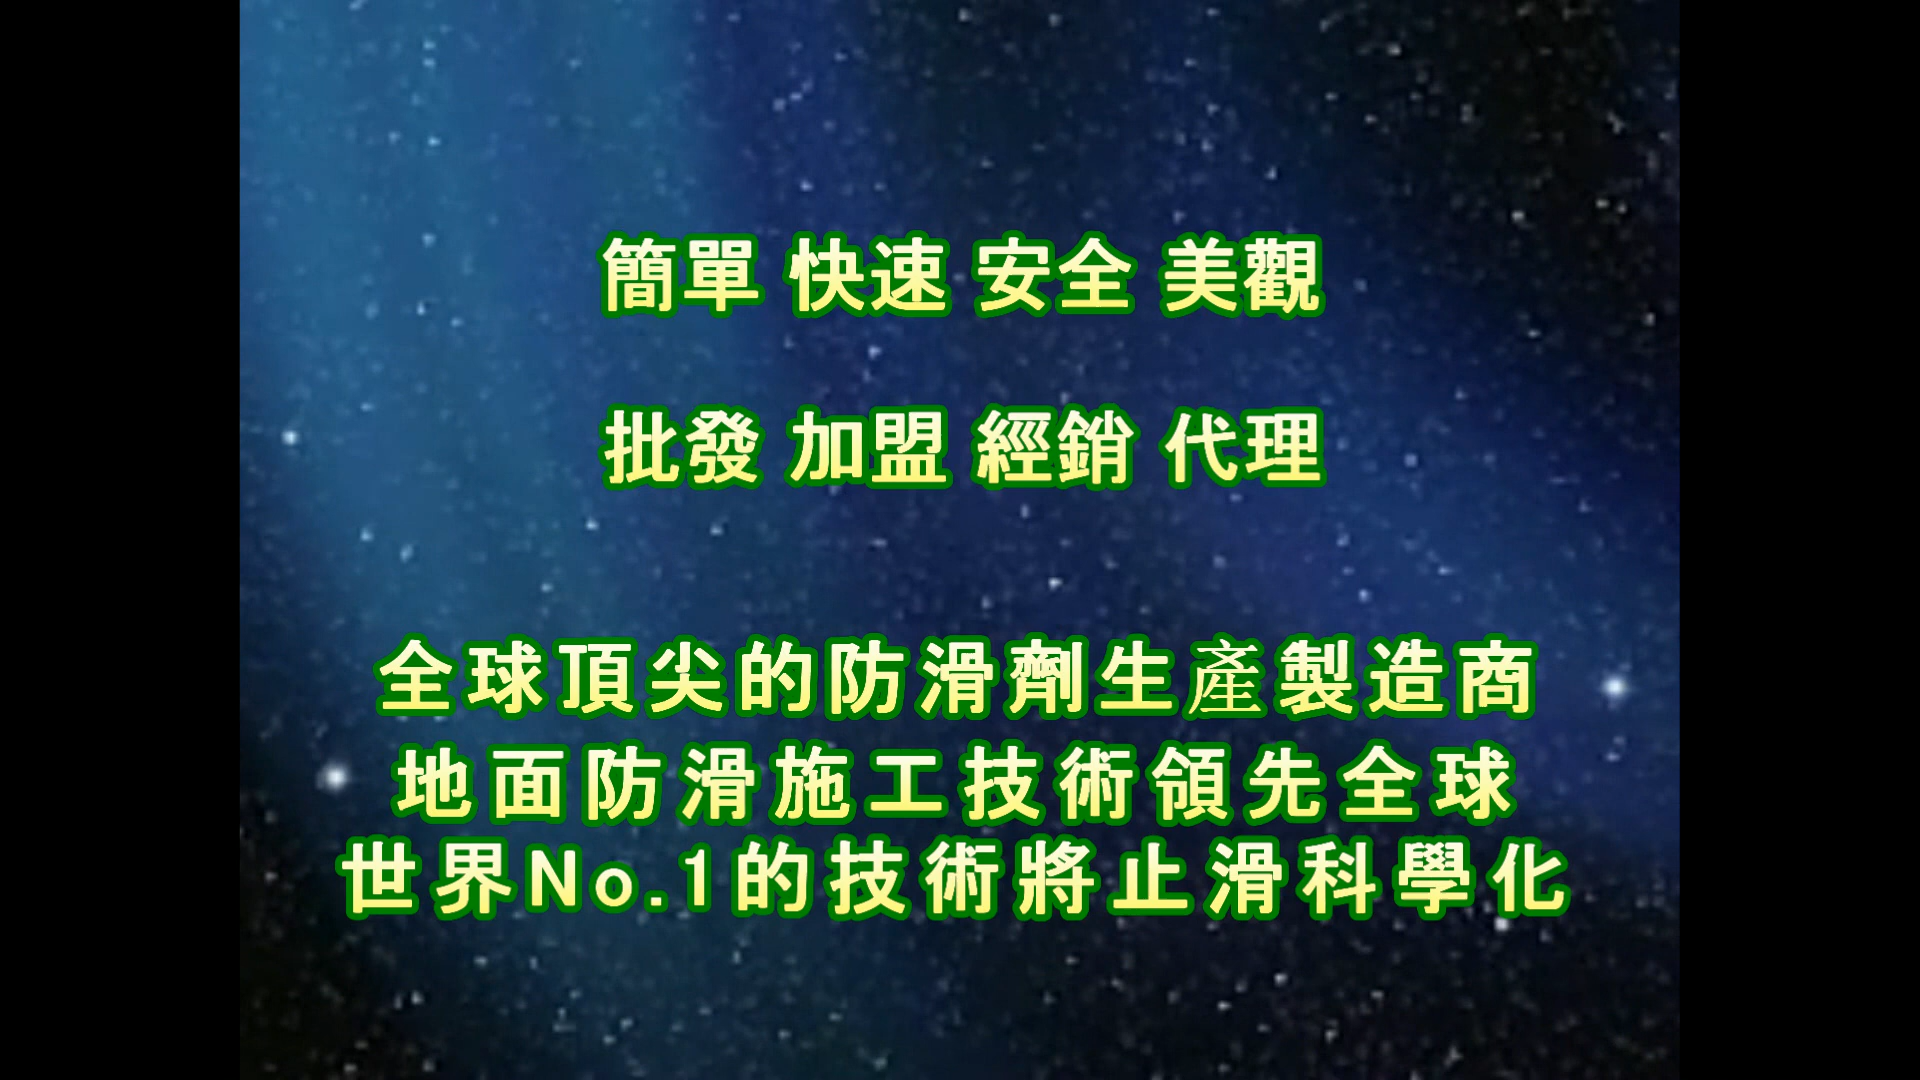 簡單 快速 安全 美觀
批發 加盟 經銷 代理
全球頂尖的防滑劑生產製造商
地面防滑施工技術領先全球
世界No.1的技術將止滑科學化